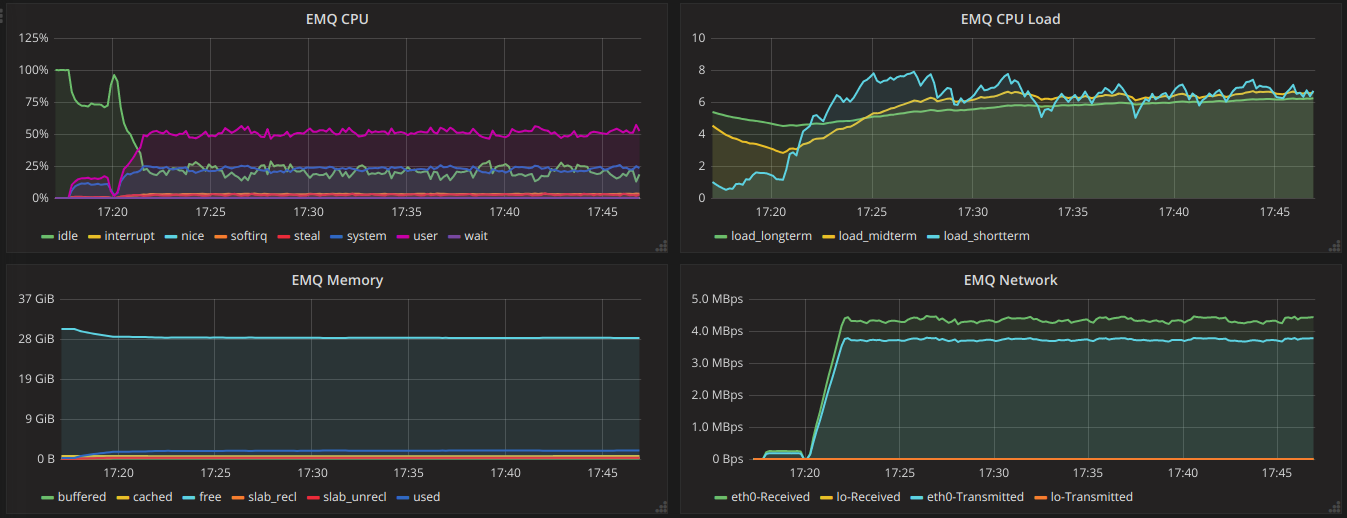 EMQ CPU
125%
100%
75%
50%
25%
0%
17:20 17:25 17:30 17:35 17:40 17:45
idle interrupt nice softirq steal system user wait
EMQ CPU Load
10
8
6
4
2
0
17:20 17:25 17:30 17:35 17:40 17:45
load_longterm load_midterm load_shortterm
EMQ Memory
37 GiB
28 GiB
19 GiB
9 GiB
0 B
17:20 17:25 17:30 17:35 17:40 17:45
buffered cached free slab_recl slab_unrecl used
EMQ Network
5.0 MBps
4.0 MBps
3.0 MBps
2.0 MBps
1.0 MBps
0 Bps
17:20 17:25 17:30 17:35 17:40 17:45
eth0-Received lo-Received eth0-Transmitted lo-Transmitted